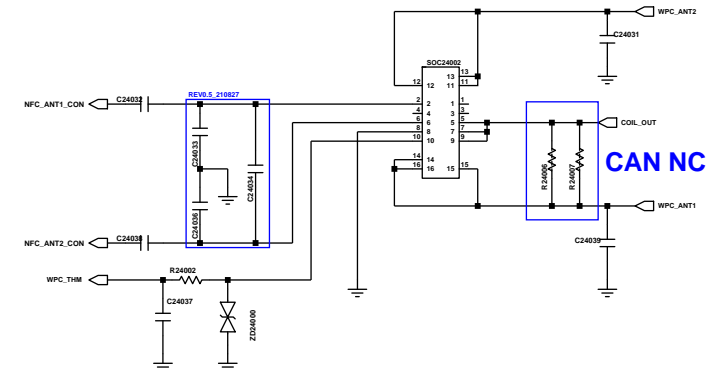 WPC_ANT2
C24031
SOC24002
13
13
12
12
11
11
REV0.5_210827
C24032
NFC_ANT1_CON
2
2
1
1
4
4
3
3
6
6
5
5
COIL_OUT
8
8
7
7
10
10
9
9
C24033
C24034
R24006
R24007
CAN NC
14
14
16
16
15
15
C24036
WPC_ANT1
NFC_ANT2_CON
C24038
C24039
R24002
WPC_THM
C24037
ZD24000